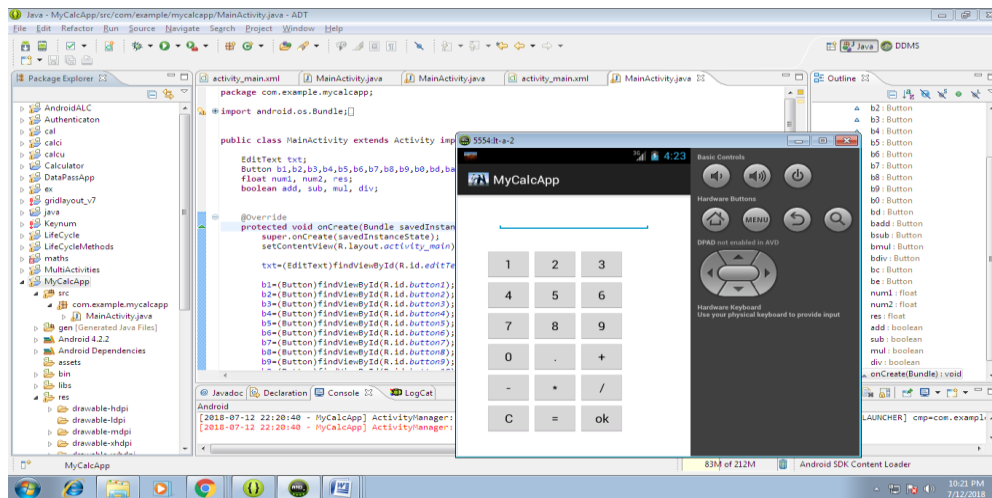 Java - MyCalcApp/src/com/example/mycalcapp/MainActivity.java - ADT
File Edit Refactor Run Source Navigate Search Project Window Help
Java DDMS
Package Explorer
AndroidALC
Authenticaton
cal
calci
calcu
Calculator
DataPassApp
ex
gridlayout_v7
java
Keynum
LifeCycle
LifeCycleMethods
maths
MultiActivities
MyCalcApp
src
com.example.mycalcapp
MainActivity.java
gen [Generated Java Files]
Android 4.2.2
Android Dependencies
assets
bin
libs
res
drawable-hdpi
drawable-ldpi
drawable-mdpi
drawable-xhdpi
activity_main.xml MainActivity.java MainActivity.java activity_main.xml MainActivity.java
package com.example.mycalcapp;
import android.os.Bundle;
public class MainActivity extends Activity imp
EditText txt;
Button b1,b2,b3,b4,b5,b6,b7,b8,b9,b0,bd,ba
float num1, num2, res;
boolean add, sub, mul, div;
@Override
protected void onCreate(Bundle savedInstan
super.onCreate(savedInstanceState);
setContentView(R.layout.activity_main)
txt=(EditText)findViewById(R.id.editTe
b1=(Button)findViewById(R.id.button1);
b2=(Button)findViewById(R.id.button2);
b3=(Button)findViewById(R.id.button3);
b4=(Button)findViewById(R.id.button4);
b5=(Button)findViewById(R.id.button5);
b6=(Button)findViewById(R.id.button6);
b7=(Button)findViewById(R.id.button7);
b8=(Button)findViewById(R.id.button8);
b9=(Button)findViewById(R.id.button9);
5554:lt-a-2
3G 4:23
MyCalcApp
1 2 3
4 5 6
7 8 9
0 . +
- * /
C = ok
Basic Controls
Hardware Buttons
MENU
DPAD not enabled in AVD
Hardware Keyboard
Use your physical keyboard to provide input
Outline
b2 : Button
b3 : Button
b4 : Button
b5 : Button
b6 : Button
b7 : Button
b8 : Button
b9 : Button
b0 : Button
bd : Button
badd : Button
bsub : Button
bmul : Button
bdiv : Button
bc : Button
be : Button
num1 : float
num2 : float
res : float
add : boolean
sub : boolean
mul : boolean
div : boolean
onCreate(Bundle) : void
Javadoc Declaration Console LogCat
Android
[2018-07-12 22:20:40 - MyCalcApp] ActivityManager:
[2018-07-12 22:20:40 - MyCalcApp] ActivityManager:
LAUNCHER] cmp=com.exampl
MyCalcApp
83M of 212M
Android SDK Content Loader
10:21 PM
7/12/2018